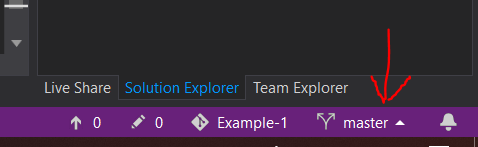 Live Share Solution Explorer Team Explorer
0 0 Example-1 master